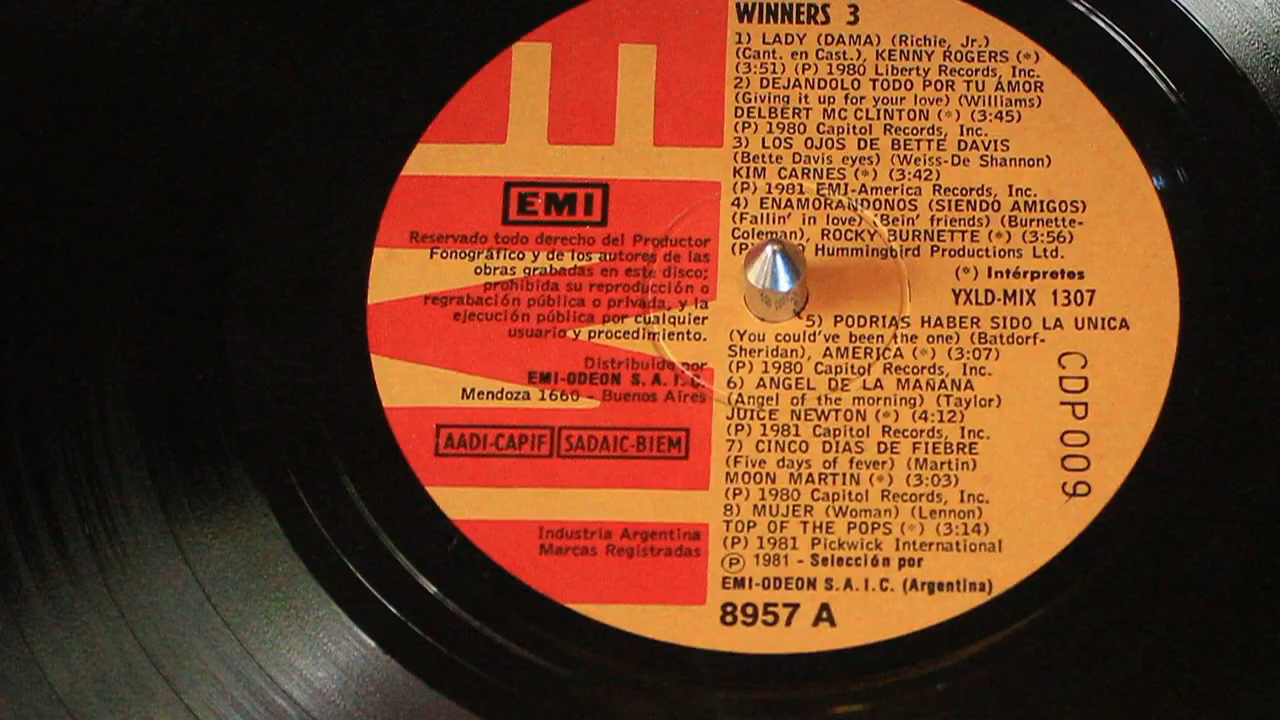 WINNERS 3
1) LADY (DAMA) (Richie, Jr.)
(Cant. en Cast.), KENNY ROGERS (*)
(3:51) (P) 1980 Liberty Records, Inc.
2) DEJANDOLO TODO POR TU AMOR
(Giving it up for your love) (Williams)
DELBERT MC CLINTON (*) (3:45)
(P) 1980 Capitol Records, Inc.
3) LOS OJOS DE BETTE DAVIS
(Bette Davis eyes) (Weiss-De Shannon)
KIM CARNES (*) (3:42)
(P) 1981 EMI-America Records, Inc.
4) ENAMORANDONOS (SIENDO AMIGOS)
(Fallin' in love) (Bein' friends) (Burnette-
Coleman), ROCKY BURNETTE (*) (3:56)
Hummingbird Productions Ltd.
(*) Intérpretes
YXLD-MIX 1307
5) PODRIAS HABER SIDO LA UNICA
(You could've been the one) (Batdorf-
Sheridan), AMERICA (*) (3:07)
(P) 1980 Capitol Records, Inc.
6) ANGEL DE LA MAÑANA
(Angel of the morning) (Taylor)
JUICE NEWTON (*) (4:12)
(P) 1981 Capitol Records, Inc.
7) CINCO DIAS DE FIEBRE
(Five days of fever) (Martin)
MOON MARTIN (*) (3:03)
(P) 1980 Capitol Records, Inc.
8) MUJER (Woman) (Lennon)
TOP OF THE POPS (*) (3:14)
(P) 1981 Pickwick International
Ⓟ 1981 - Selección por
EMI-ODEON S.A.I.C. (Argentina)
8957 A
CDP009
EMI
Reservado todo derecho del Productor
Fonográfico y de los autores de las
obras grabadas en este disco;
prohibida su reproducción o
regrabación pública o privada, y la
ejecución pública por cualquier
usuario y procedimiento.
Distribuido por
EMI-ODEON S.A.I.C.
Mendoza 1660 - Buenos Aires
AADI-CAPIF SADAIC-BIEM
Industria Argentina
Marcas Registradas